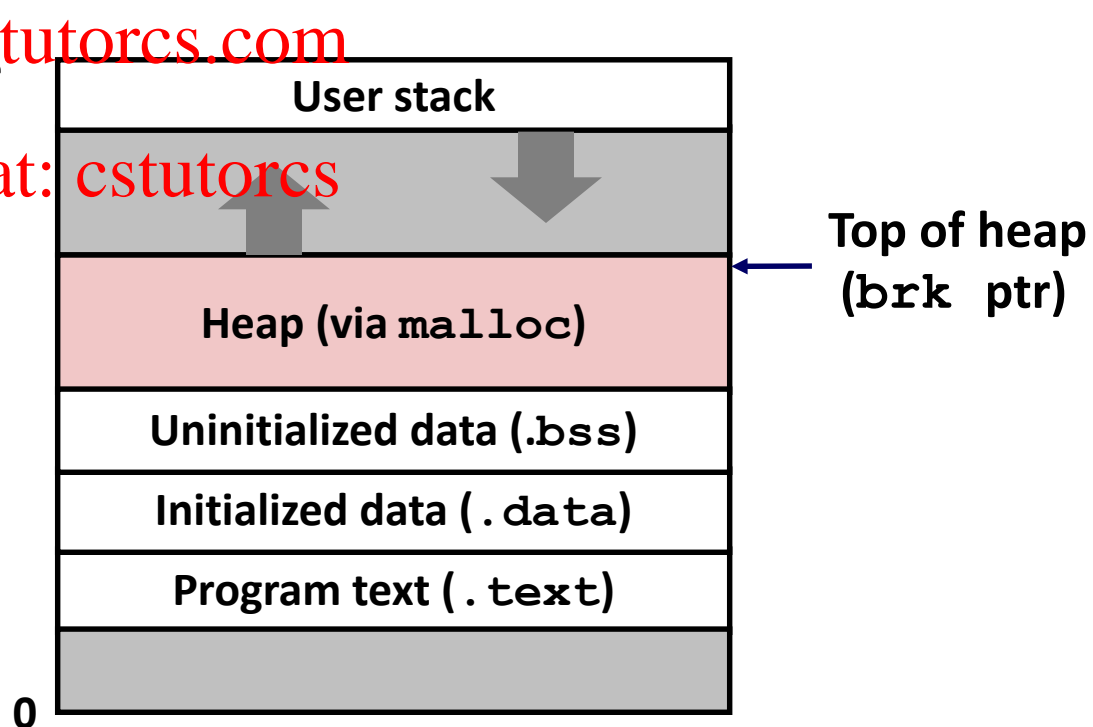 tutorcs.com
User stack
at: cstutorcs
Top of heap
(brk ptr)
Heap (via malloc)
Uninitialized data (.bss)
Initialized data (.data)
Program text (.text)
0